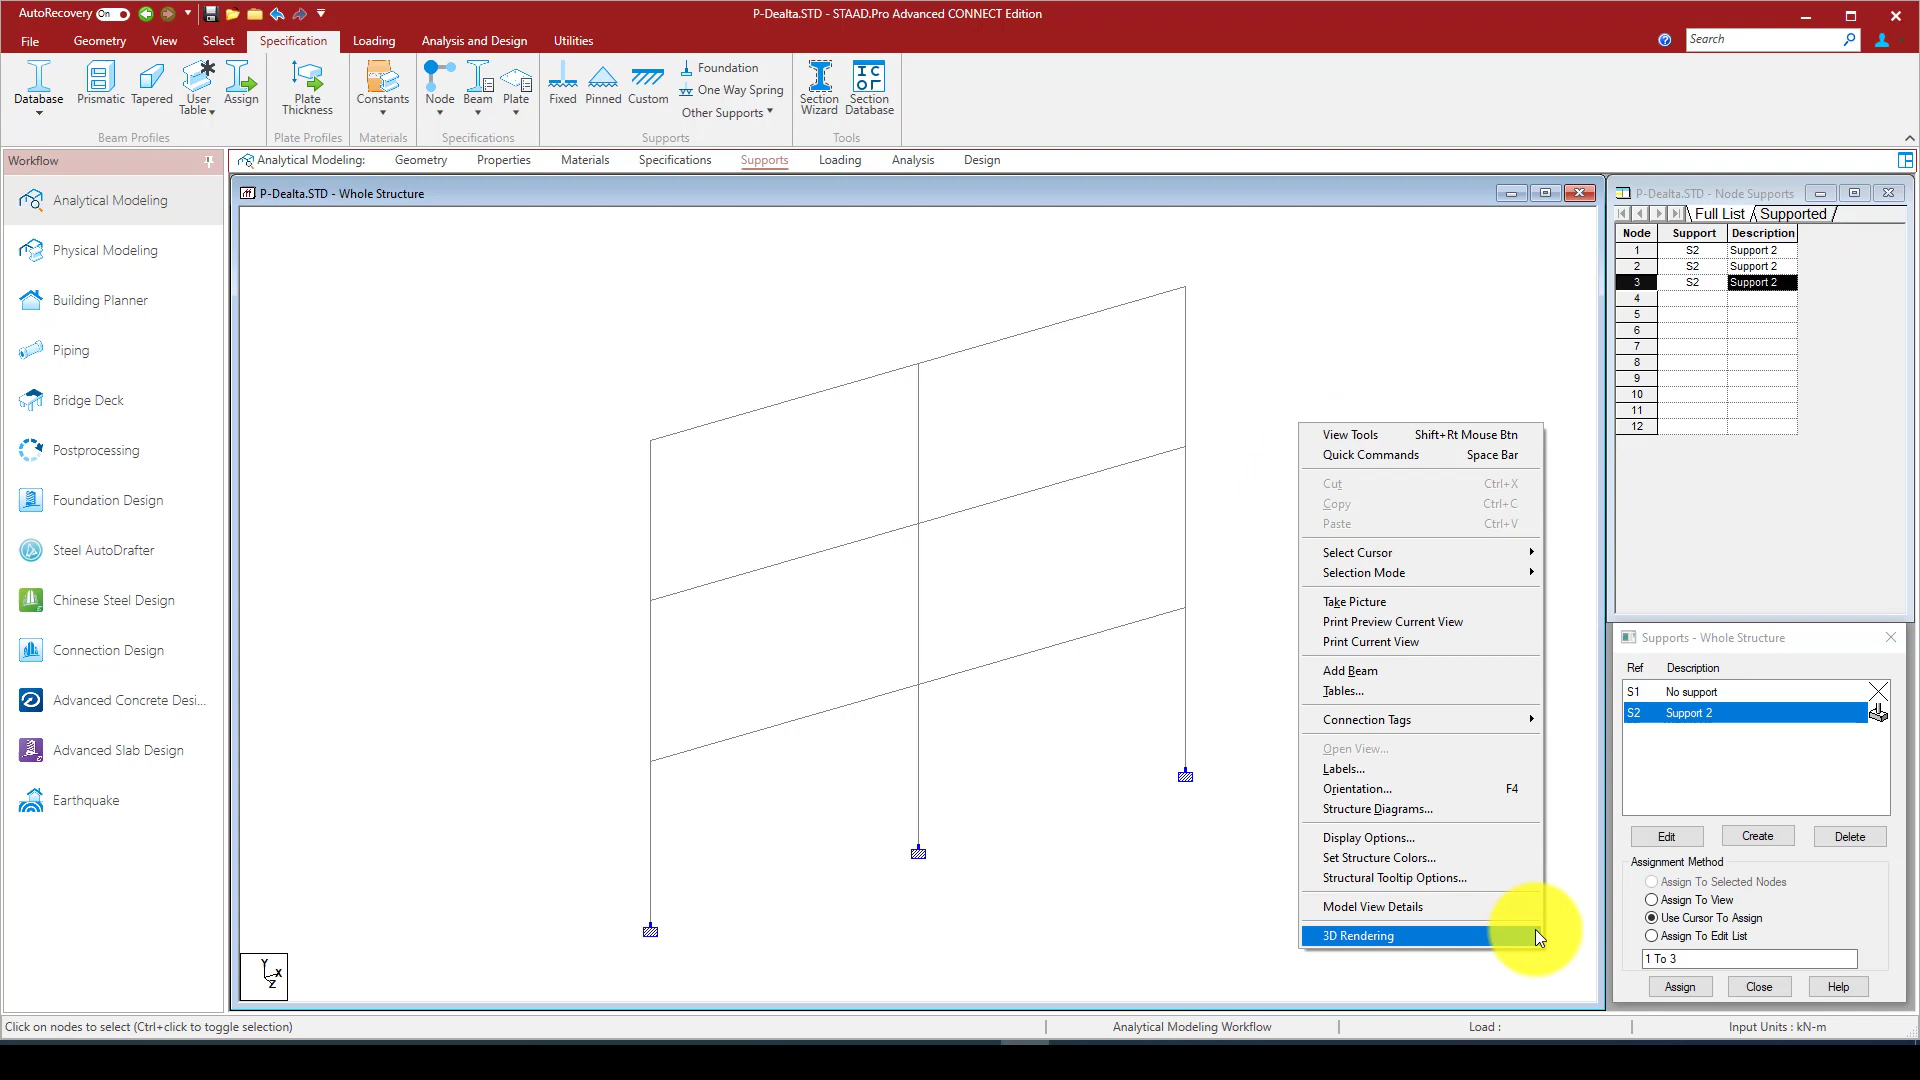 AutoRecovery On
P-Dealta.STD - STAAD.Pro Advanced CONNECT Edition
File Geometry View Select Specification Loading Analysis and Design Utilities
Search
Database
Prismatic
Tapered
User Table
Assign
Beam Profiles
Plate Thickness
Plate Profiles
Constants
Materials
Node
Beam
Plate
Specifications
Fixed
Pinned
Custom
Foundation
One Way Spring
Other Supports
Supports
Section Wizard
Section Database
Tools
Workflow
Analytical Modeling
Physical Modeling
Building Planner
Piping
Bridge Deck
Postprocessing
Foundation Design
Steel AutoDrafter
Chinese Steel Design
Connection Design
Advanced Concrete Desi...
Advanced Slab Design
Earthquake
Analytical Modeling: Geometry Properties Materials Specifications Supports Loading Analysis Design
P-Dealta.STD - Whole Structure
Y
X
Z
View Tools Shift+Rt Mouse Btn
Quick Commands Space Bar
Cut Ctrl+X
Copy Ctrl+C
Paste Ctrl+V
Select Cursor
Selection Mode
Take Picture
Print Preview Current View
Print Current View
Add Beam
Tables...
Connection Tags
Open View...
Labels...
Orientation... F4
Structure Diagrams...
Display Options...
Set Structure Colors...
Structural Tooltip Options...
Model View Details
3D Rendering
P-Dealta.STD - Node Supports
Full List Supported
Node Support Description
1 S2 Support 2
2 S2 Support 2
3 S2 Support 2
4
5
6
7
8
9
10
11
12
Supports - Whole Structure
Ref Description
S1 No support
S2 Support 2
Edit Create Delete
Assignment Method
Assign To Selected Nodes
Assign To View
Use Cursor To Assign
Assign To Edit List
1 To 3
Assign Close Help
Click on nodes to select (Ctrl+click to toggle selection)
Analytical Modeling Workflow
Load :
Input Units : kN-m